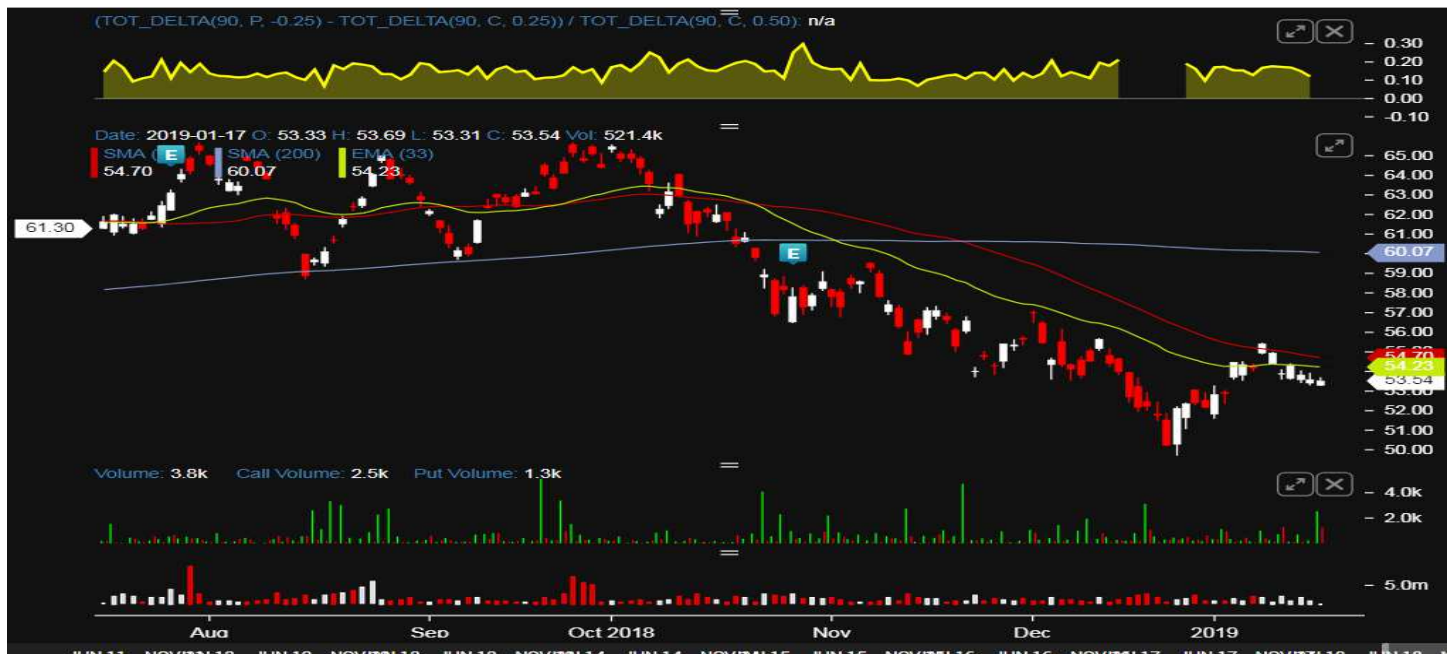 (TOT_DELTA(90, P, -0.25) - TOT_DELTA(90, C, 0.25)) / TOT_DELTA(90, C, 0.50): n/a
0.30
0.20
0.10
0.00
-0.10
Date: 2019-01-17 O: 53.33 H: 53.69 L: 53.31 C: 53.54 Vol: 521.4k
SMA ( E SMA (200) EMA (33)
54.70 60.07 54.23
65.00
64.00
63.00
62.00
61.30
61.00
E
60.07
59.00
58.00
57.00
56.00
54.70
54.23
53.54
53.00
52.00
51.00
50.00
Volume: 3.8k Call Volume: 2.5k Put Volume: 1.3k
4.0k
2.0k
5.0m
Aug Sep Oct 2018 Nov Dec 2019